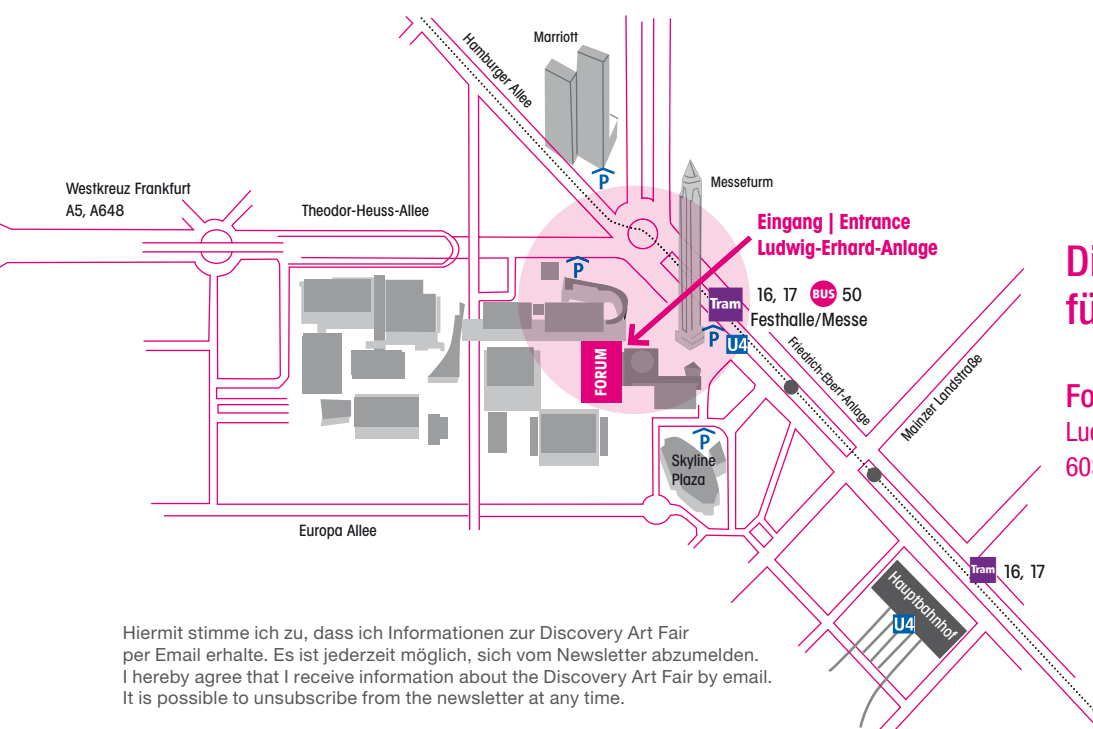 Marriott
Hamburger Allee
Westkreuz Frankfurt
A5, A648
Theodor-Heuss-Allee
P
Messeturm
Eingang | Entrance
Ludwig-Erhard-Anlage
P
Tram 16, 17 BUS 50
Festhalle/Messe
P U4
FORUM
Friedrich-Ebert-Anlage
Mainzer Landstraße
P
Skyline
Plaza
Europa Allee
Tram 16, 17
Hauptbahnhof
U4
Hiermit stimme ich zu, dass ich Informationen zur Discovery Art Fair
per Email erhalte. Es ist jederzeit möglich, sich vom Newsletter abzumelden.
I hereby agree that I receive information about the Discovery Art Fair by email.
It is possible to unsubscribe from the newsletter at any time.